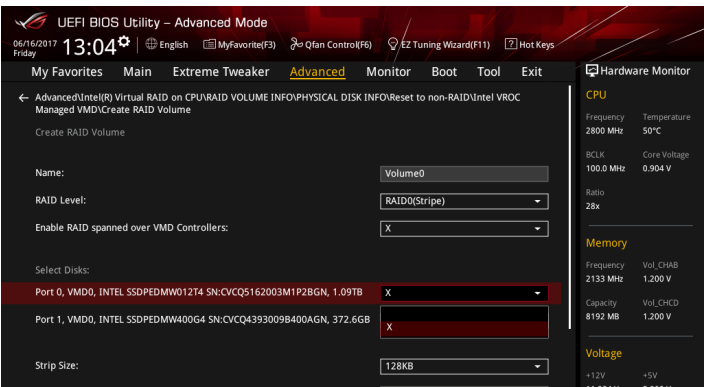 UEFI BIOS Utility – Advanced Mode
06/16/2017
Friday
13:04
English
MyFavorite(F3)
Qfan Control(F6)
EZ Tuning Wizard(F11)
? Hot Keys
My Favorites Main Extreme Tweaker Advanced Monitor Boot Tool Exit
Hardware Monitor
Advanced\Intel(R) Virtual RAID on CPU\RAID VOLUME INFO\PHYSICAL DISK INFO\Reset to non-RAID\Intel VROC
Managed VMD\Create RAID Volume
Create RAID Volume
Name: Volume0
RAID Level: RAID0(Stripe)
Enable RAID spanned over VMD Controllers: X
Select Disks:
Port 0, VMD0, INTEL SSDPEDMW012T4 SN:CVCQ5162003M1P2BGN, 1.09TB X
Port 1, VMD0, INTEL SSDPEDMW400G4 SN:CVCQ4393009B400AGN, 372.6GB
X
Strip Size: 128KB
CPU
Frequency Temperature
2800 MHz 50°C
BCLK Core Voltage
100.0 MHz 0.904 V
Ratio
28x
Memory
Frequency Vol_CHAB
2133 MHz 1.200 V
Capacity Vol_CHCD
8192 MB 1.200 V
Voltage
+12V +5V